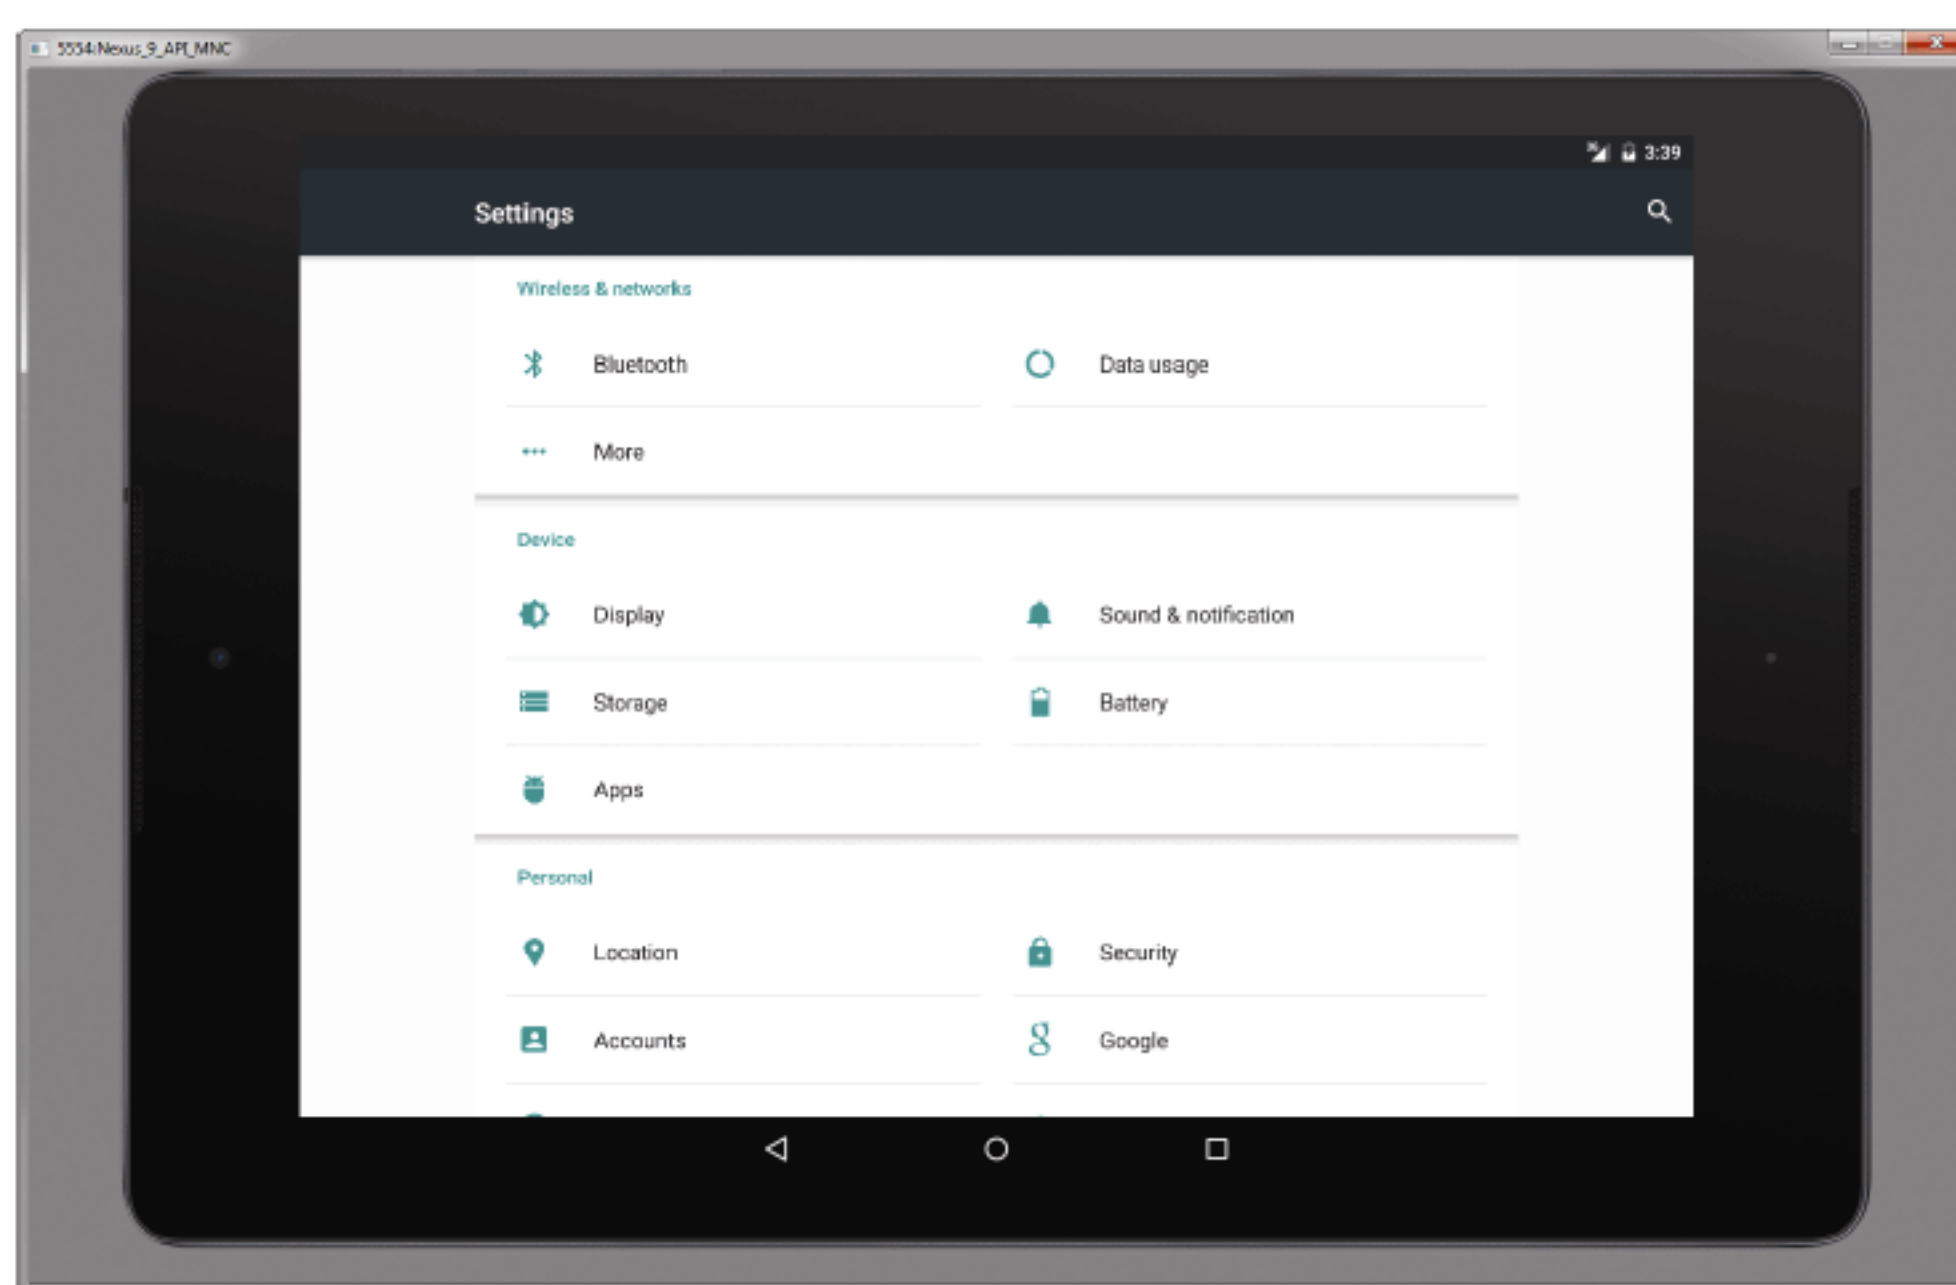 5554:Nexus_9_API_MNC
3:39
Settings
Wireless & networks
Bluetooth
Data usage
More
Device
Display
Sound & notification
Storage
Battery
Apps
Personal
Location
Security
Accounts
Google